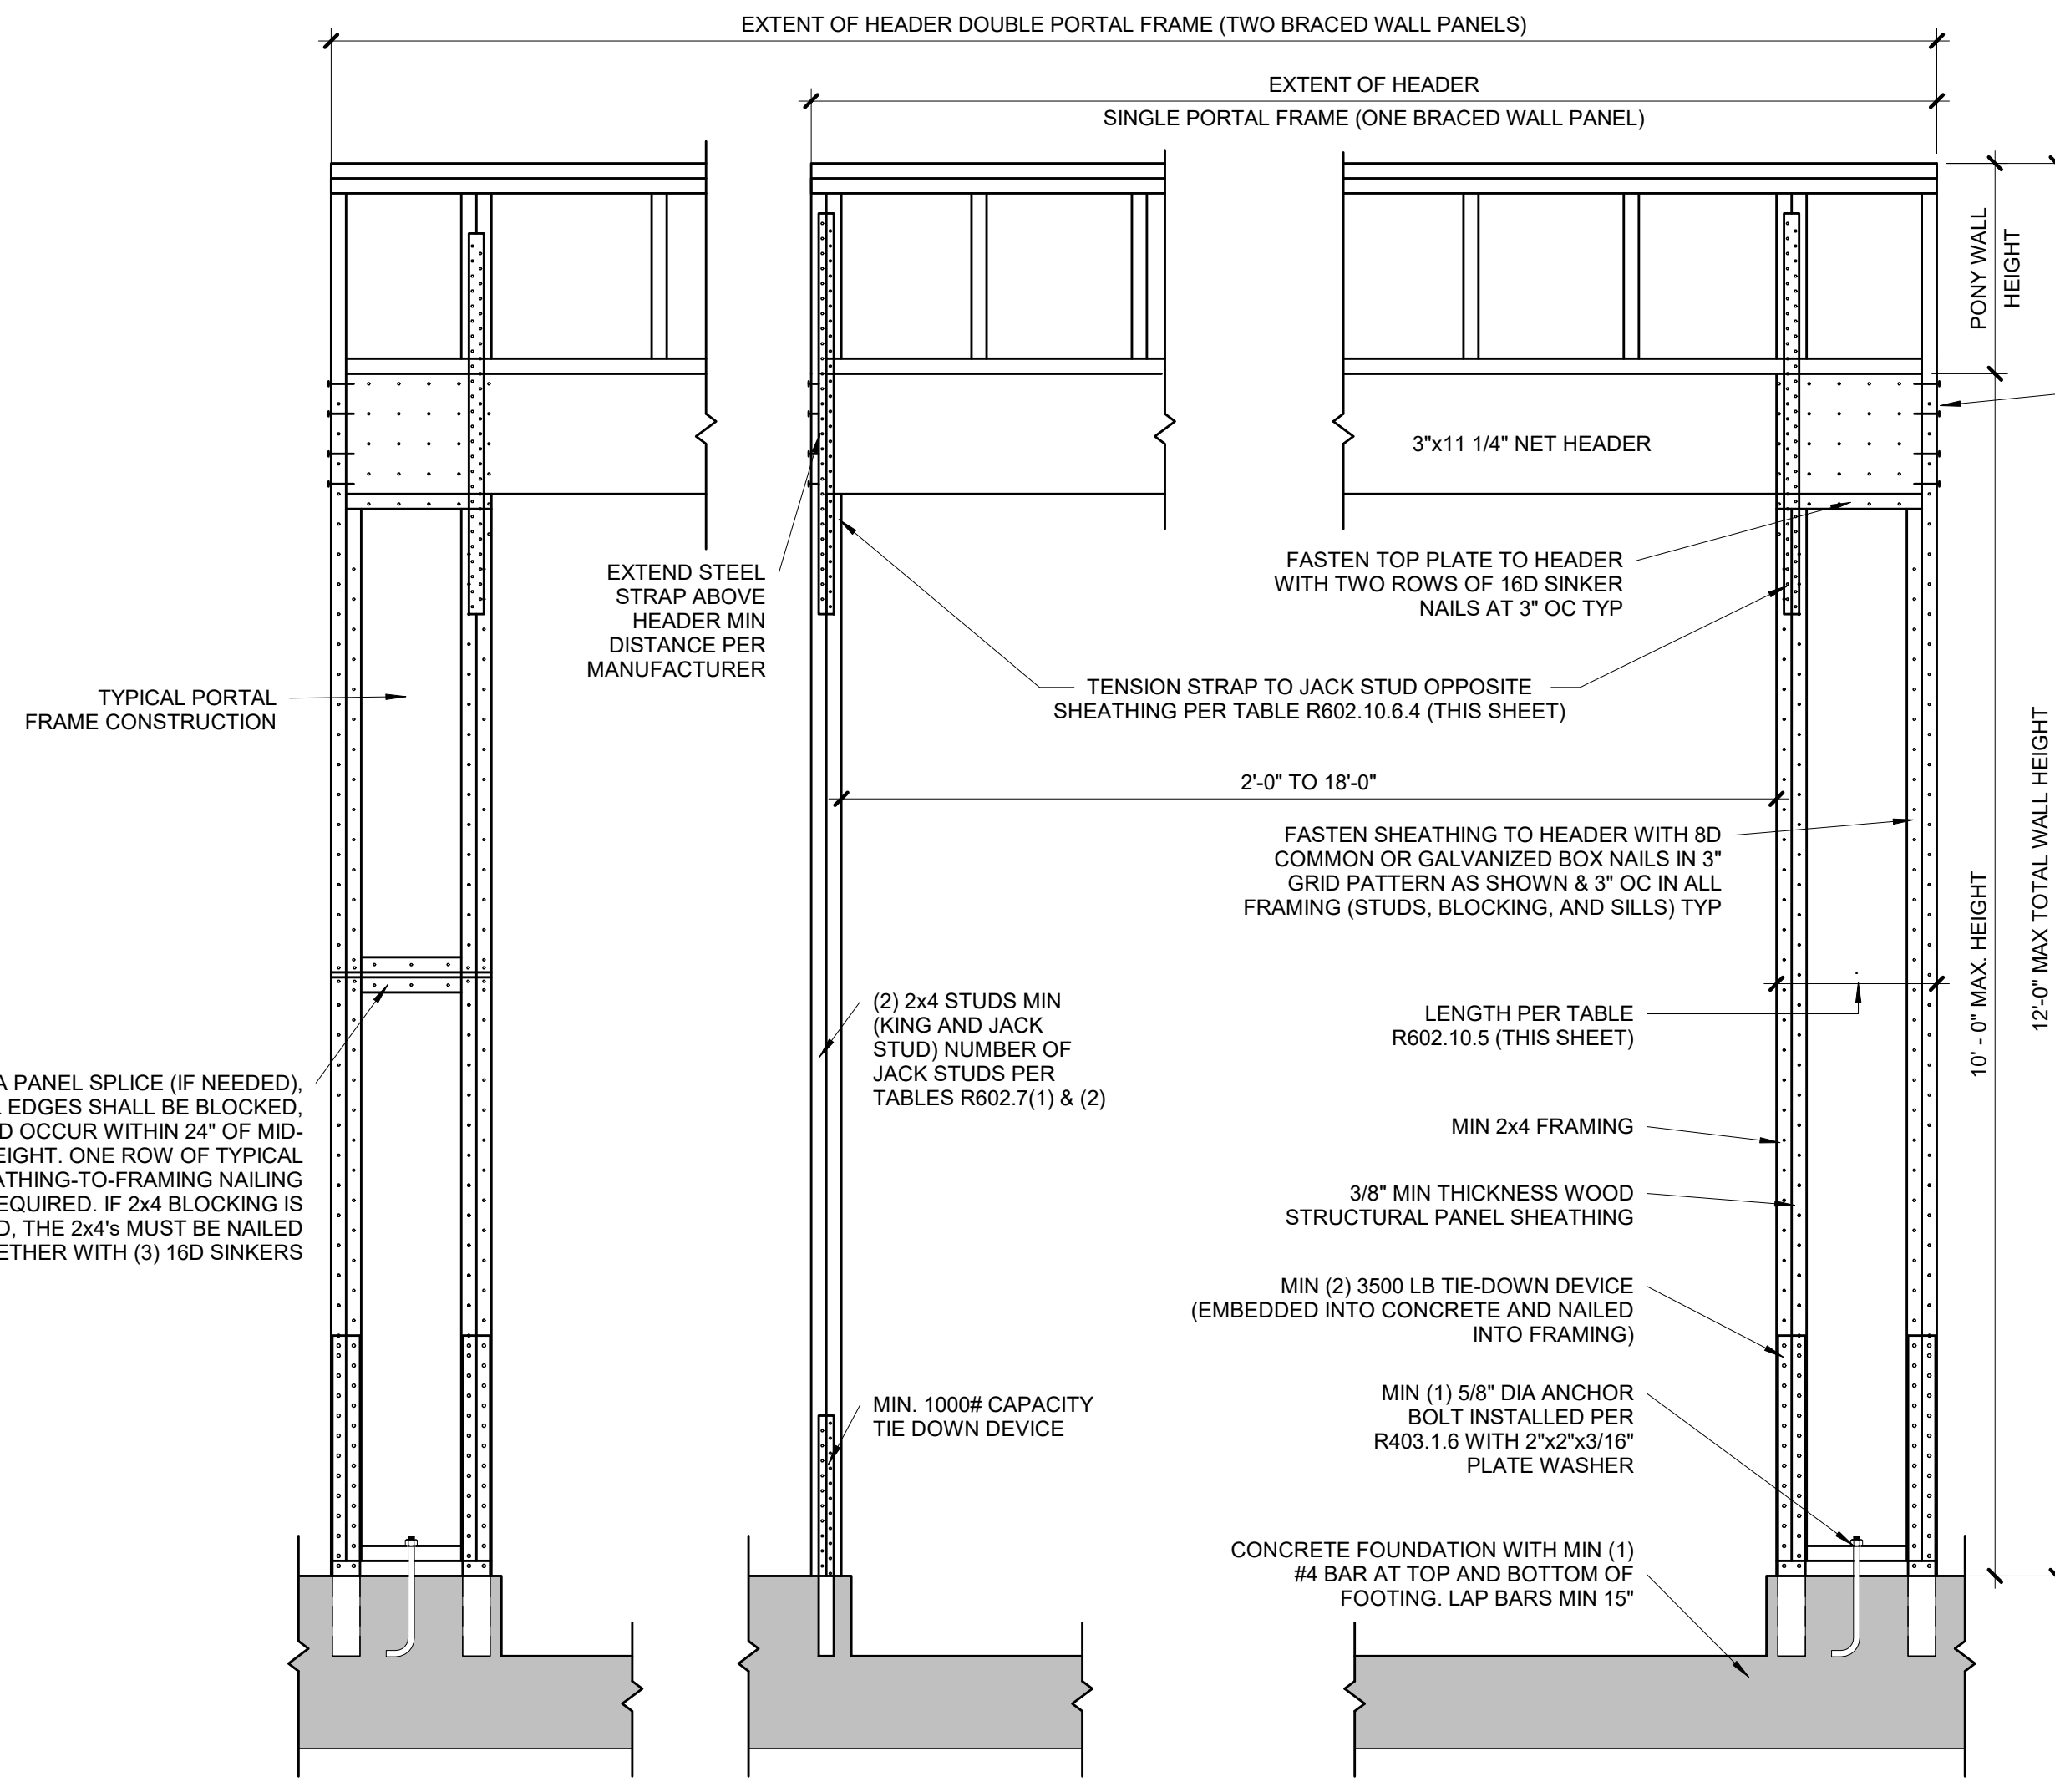 EXTENT OF HEADER DOUBLE PORTAL FRAME (TWO BRACED WALL PANELS)
EXTENT OF HEADER
SINGLE PORTAL FRAME (ONE BRACED WALL PANEL)
PONY WALL
HEIGHT
3"x11 1/4" NET HEADER
EXTEND STEEL
STRAP ABOVE
HEADER MIN
DISTANCE PER
MANUFACTURER
FASTEN TOP PLATE TO HEADER
WITH TWO ROWS OF 16D SINKER
NAILS AT 3" OC TYP
TYPICAL PORTAL
FRAME CONSTRUCTION
TENSION STRAP TO JACK STUD OPPOSITE
SHEATHING PER TABLE R602.10.6.4 (THIS SHEET)
2'-0" TO 18'-0"
FASTEN SHEATHING TO HEADER WITH 8D
COMMON OR GALVANIZED BOX NAILS IN 3"
GRID PATTERN AS SHOWN & 3" OC IN ALL
FRAMING (STUDS, BLOCKING, AND SILLS) TYP
10' - 0" MAX. HEIGHT
12'-0" MAX TOTAL WALL HEIGHT
(2) 2x4 STUDS MIN
(KING AND JACK
STUD) NUMBER OF
JACK STUDS PER
TABLES R602.7(1) & (2)
LENGTH PER TABLE
R602.10.5 (THIS SHEET)
A PANEL SPLICE (IF NEEDED),
EDGES SHALL BE BLOCKED,
OCCUR WITHIN 24" OF MID-
ONE ROW OF TYPICAL
NAILING
IF 2x4 BLOCKING IS
THE 2x4's MUST BE NAILED
WITH (3) 16D SINKERS
MIN 2x4 FRAMING
3/8" MIN THICKNESS WOOD
STRUCTURAL PANEL SHEATHING
MIN (2) 3500 LB TIE-DOWN DEVICE
(EMBEDDED INTO CONCRETE AND NAILED
INTO FRAMING)
MIN. 1000# CAPACITY
TIE DOWN DEVICE
MIN (1) 5/8" DIA ANCHOR
BOLT INSTALLED PER
R403.1.6 WITH 2"x2"x3/16"
PLATE WASHER
CONCRETE FOUNDATION WITH MIN (1)
#4 BAR AT TOP AND BOTTOM OF
FOOTING. LAP BARS MIN 15"